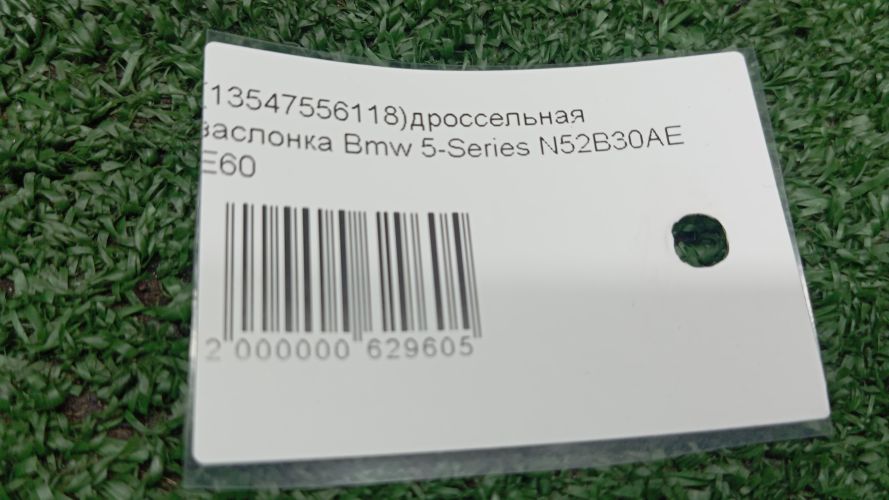 (13547556118)дроссельная
заслонка Bmw 5-Series N52B30AE
E60
2 000000 629605